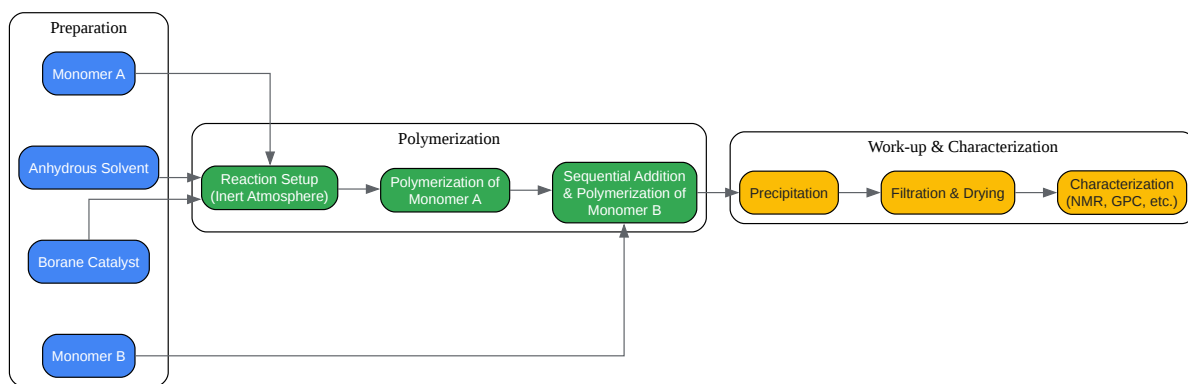 Preparation
Monomer A
Anhydrous Solvent
Borane Catalyst
Monomer B
Polymerization
Reaction Setup
(Inert Atmosphere)
Polymerization of
Monomer A
Sequential Addition
& Polymerization of
Monomer B
Work-up & Characterization
Precipitation
Filtration & Drying
Characterization
(NMR, GPC, etc.)